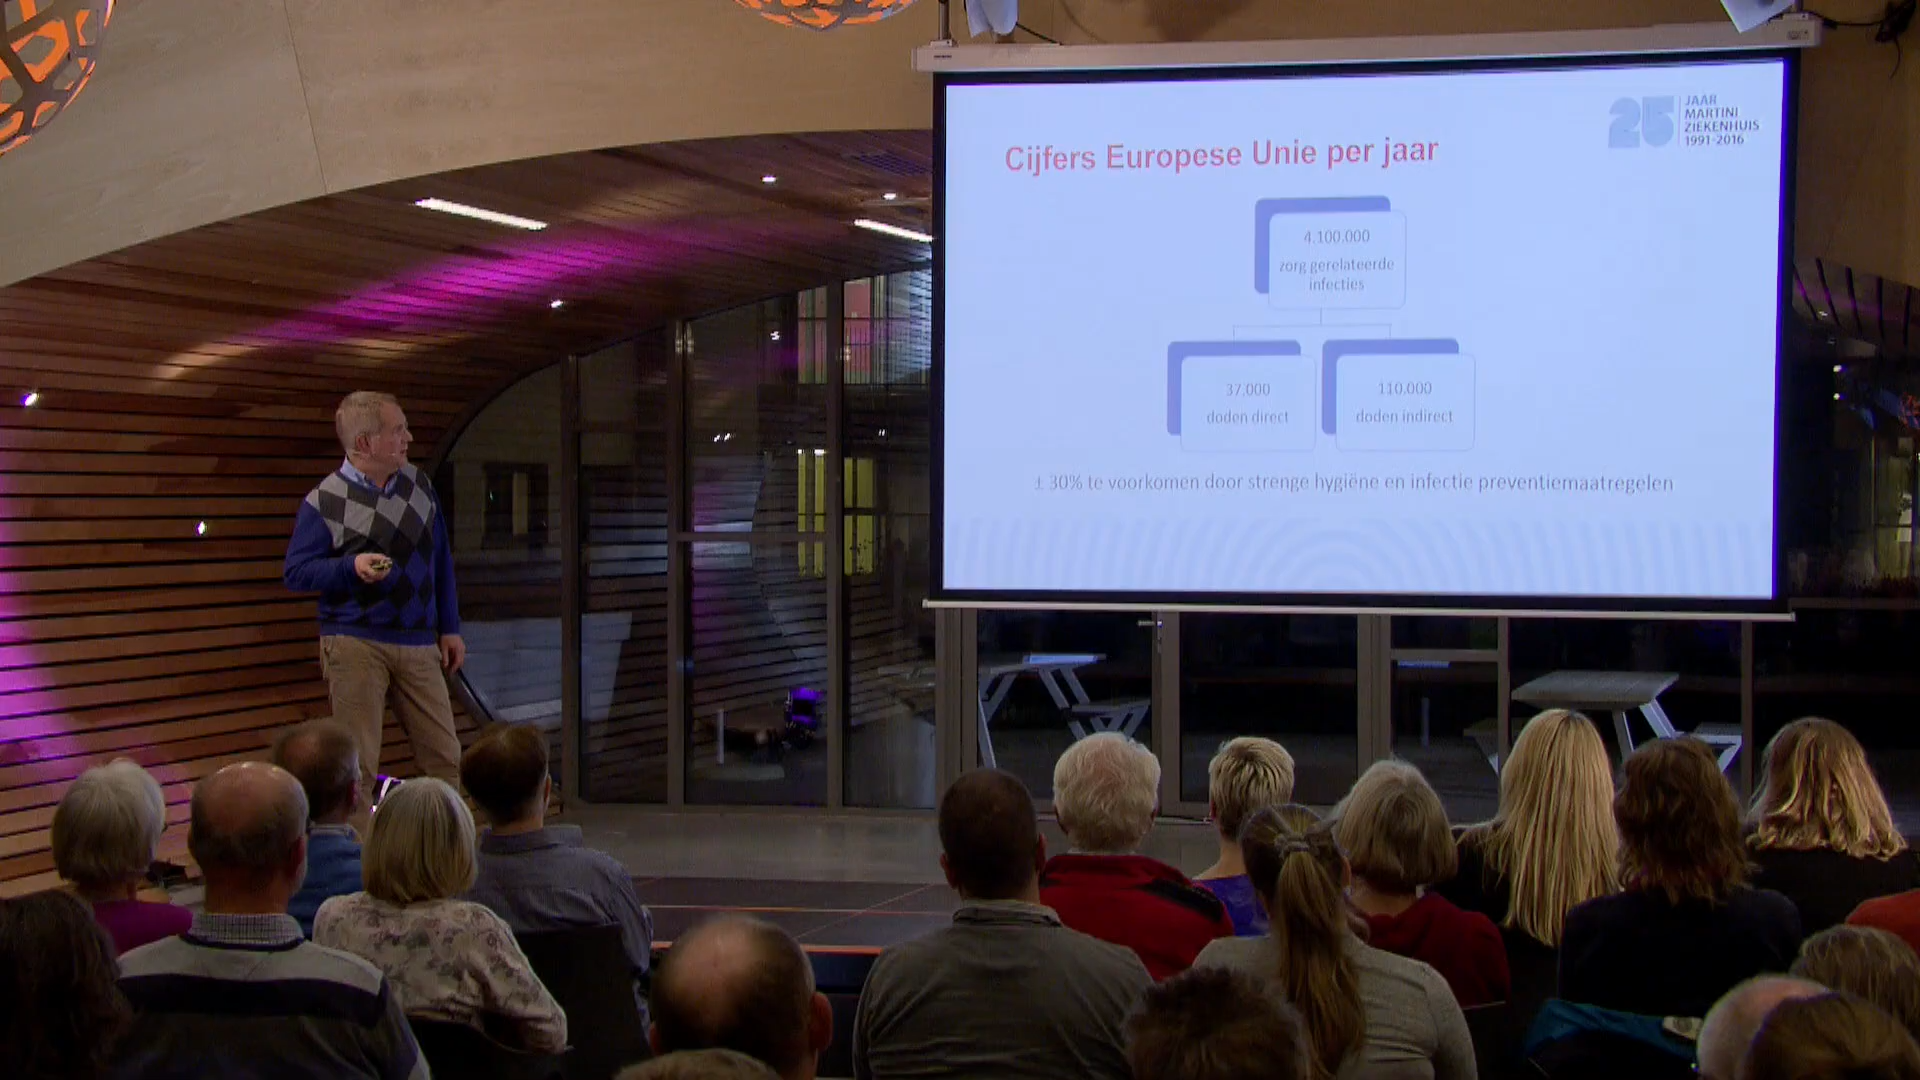 25 JAAR
MARTINI
ZIEKENHUIS
1991-2016
Cijfers Europese Unie per jaar
4.100.000
zorg gerelateerde
infecties
37.000
doden direct
110.000
doden indirect
± 30% te voorkomen door strenge hygiëne en infectie preventiemaatregelen